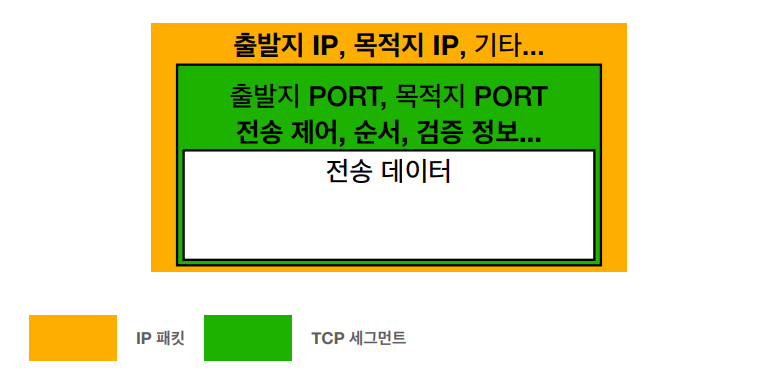 출발지 IP, 목적지 IP, 기타...
출발지 PORT, 목적지 PORT
전송 제어, 순서, 검증 정보...
전송 데이터
IP 패킷
TCP 세그먼트